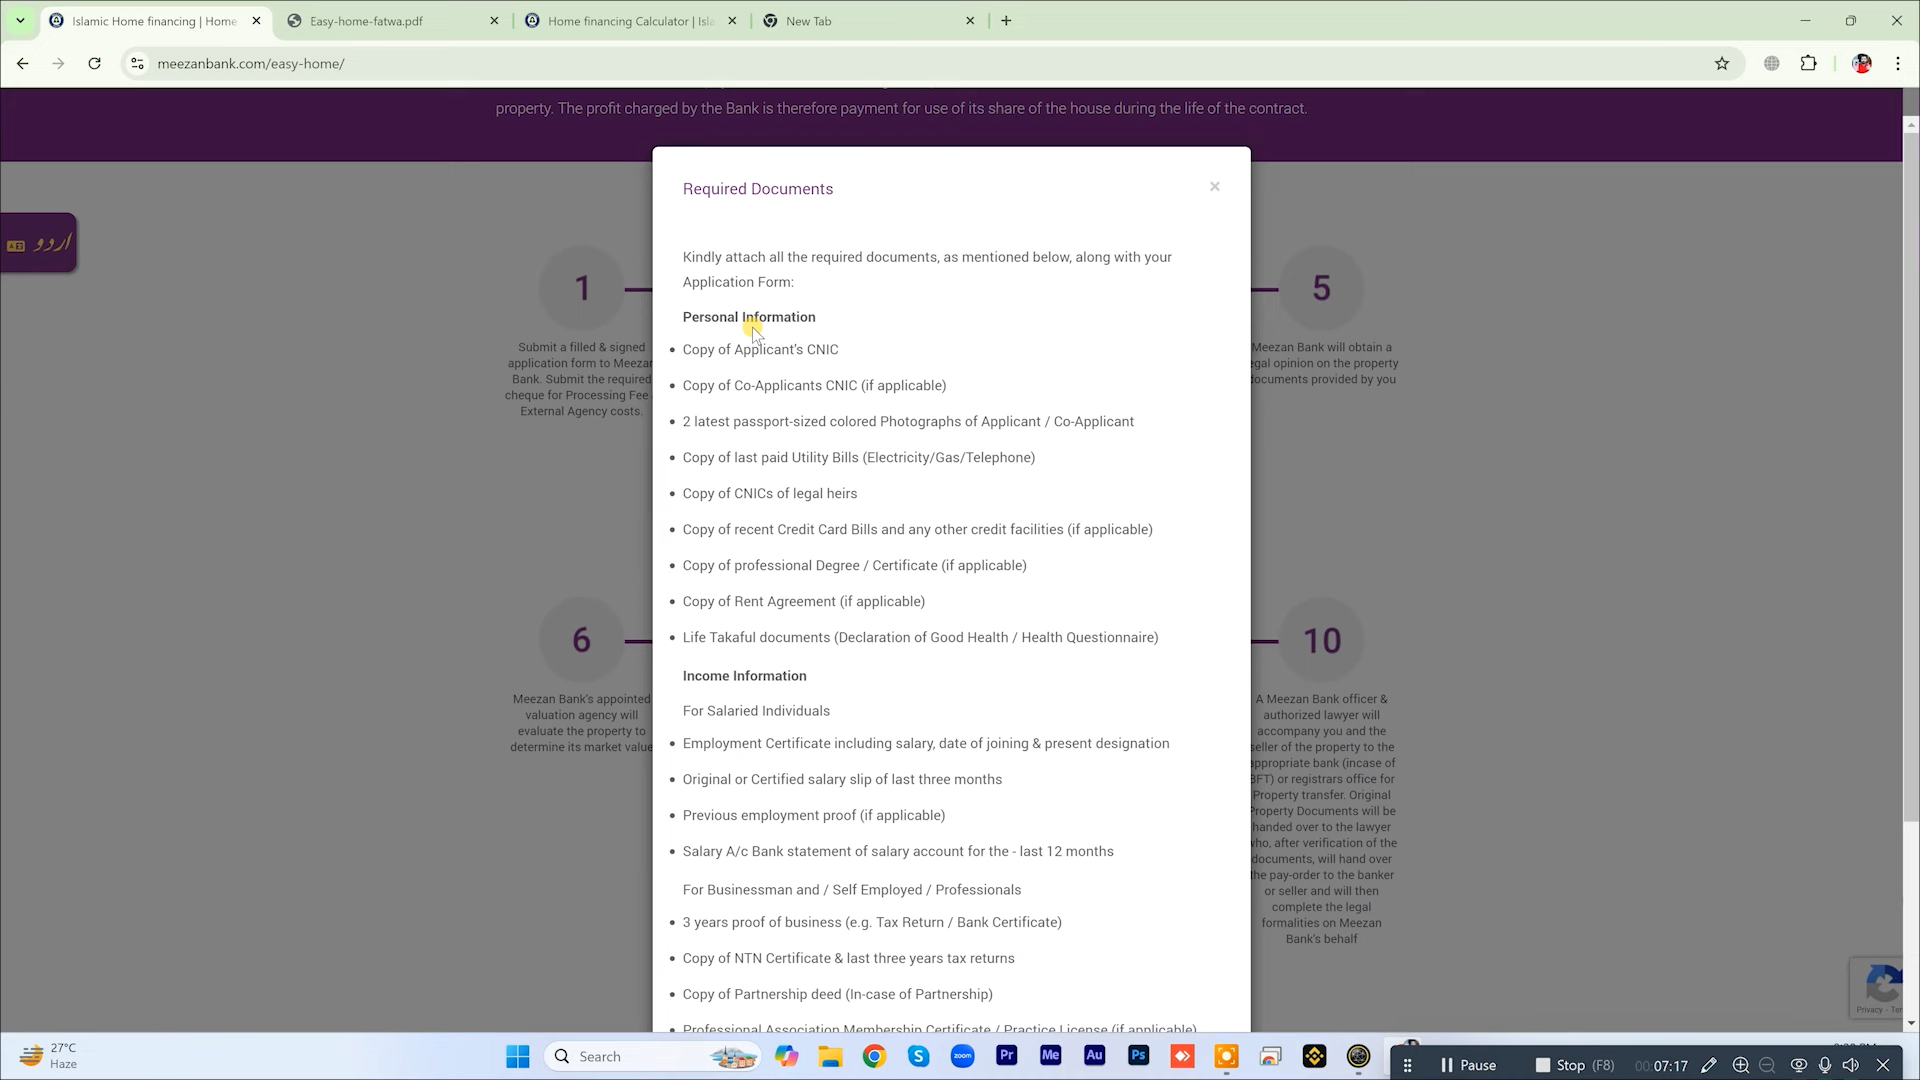 Islamic Home financing | Home
Easy-home-fatwa.pdf
Home financing Calculator | Isla
New Tab
meezanbank.com/easy-home/
property. The profit charged by the Bank is therefore payment for use of its share of the house during the life of the contract.
اردو
Required Documents
Kindly attach all the required documents, as mentioned below, along with your
Application Form:
Personal Information
• Copy of Applicant's CNIC
• Copy of Co-Applicants CNIC (if applicable)
• 2 latest passport-sized colored Photographs of Applicant / Co-Applicant
• Copy of last paid Utility Bills (Electricity/Gas/Telephone)
• Copy of CNICs of legal heirs
• Copy of recent Credit Card Bills and any other credit facilities (if applicable)
• Copy of professional Degree / Certificate (if applicable)
• Copy of Rent Agreement (if applicable)
• Life Takaful documents (Declaration of Good Health / Health Questionnaire)
Income Information
For Salaried Individuals
• Employment Certificate including salary, date of joining & present designation
• Original or Certified salary slip of last three months
• Previous employment proof (if applicable)
• Salary A/c Bank statement of salary account for the - last 12 months
For Businessman and / Self Employed / Professionals
• 3 years proof of business (e.g. Tax Return / Bank Certificate)
• Copy of NTN Certificate & last three years tax returns
• Copy of Partnership deed (In-case of Partnership)
• Professional Association Membership Certificate / Practice License (if applicable)
1
Submit a filled & signed
application form to Meezan
Bank. Submit the required
cheque for Processing Fee
External Agency costs.
5
Meezan Bank will obtain a
egal opinion on the property
documents provided by you
6
Meezan Bank's appointed
valuation agency will
evaluate the property to
determine its market value
10
A Meezan Bank officer &
authorized lawyer will
accompany you and the
seller of the property to the
appropriate bank (incase of
BFT) or registrars office for
Property transfer. Original
Property Documents will be
handed over to the lawyer
who, after verification of the
documents, will hand over
the pay-order to the banker
or seller and will then
complete the legal
formalities on Meezan
Bank's behalf
Privacy - Ter
27°C
Haze
Search
zoom
Pr
Me
Au
Ps
Pause
Stop (F8)
00:07:17